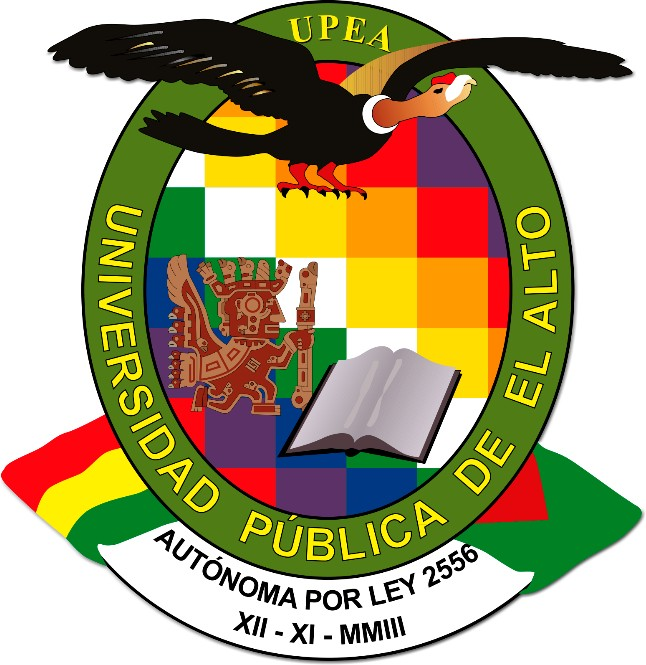 UPEA
UNIVERSIDAD PÚBLICA DE EL ALTO
AUTÓNOMA POR LEY 2556
XII - XI - MMIII